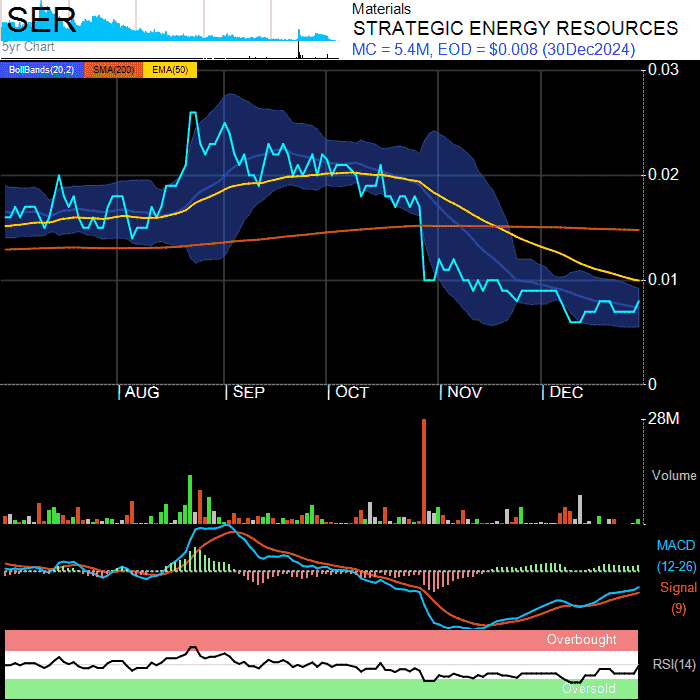 SER
5yr Chart
Materials
STRATEGIC ENERGY RESOURCES
MC = 5.4M, EOD = $0.008 (30Dec2024)
BollBands(20,2) SMA(200) EMA(50)
0.03
0.02
0.01
0
AUG SEP OCT NOV DEC
28M
Volume
MACD
(12-26)
Signal
(9)
Overbought
RSI(14)
Oversold